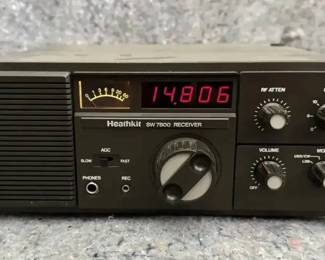 14.806
RF ATTEN
Heathkit SW 7800 RECEIVER
AGC
SLOW FAST
PHONES REC
VOLUME
OFF